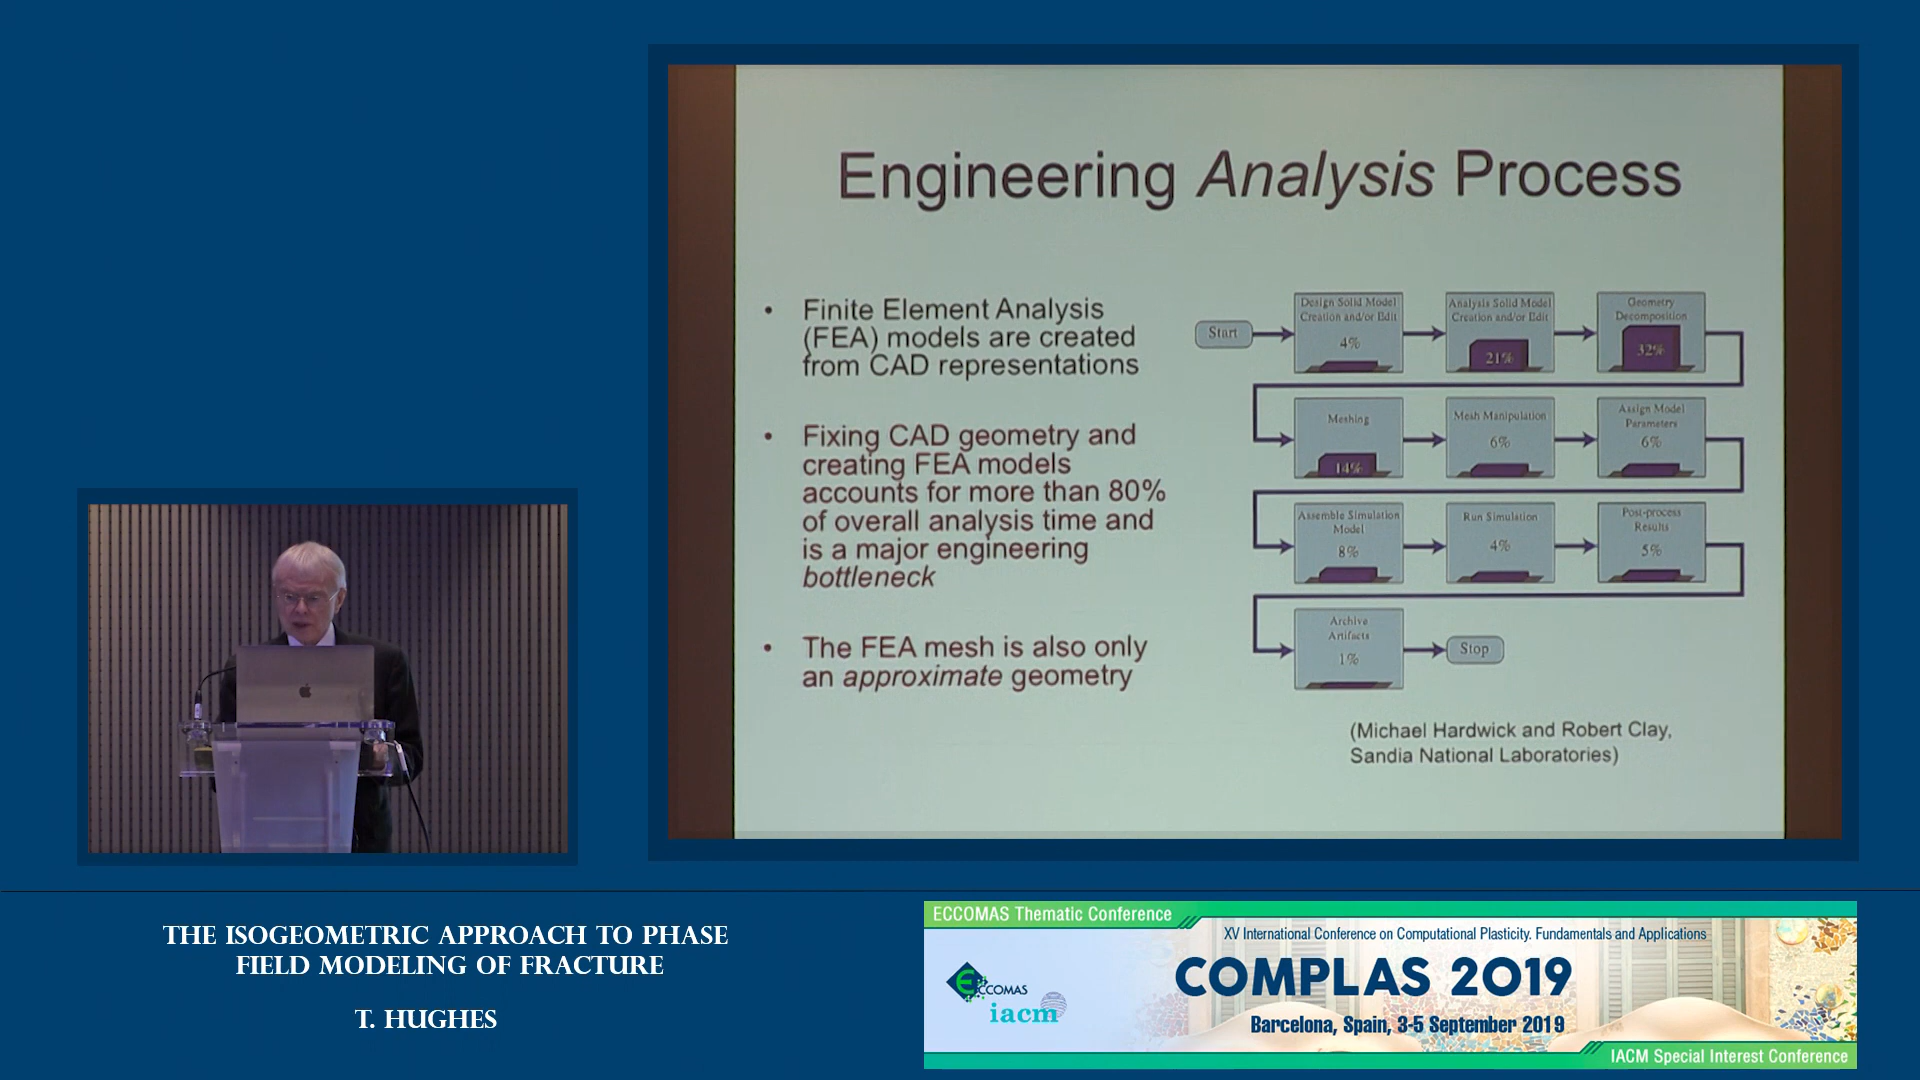 Engineering Analysis Process
• Finite Element Analysis
(FEA) models are created
from CAD representations
• Fixing CAD geometry and
creating FEA models
accounts for more than 80%
of overall analysis time and
is a major engineering
bottleneck
• The FEA mesh is also only
an approximate geometry
Start
Design Solid Model
Creation and/or Edit
4%
Analysis Solid Model
Creation and/or Edit
21%
Geometry
Decomposition
32%
Meshing
14%
Mesh Manipulation
6%
Assign Model
Parameters
6%
Assemble Simulation
Model
8%
Run Simulation
4%
Post-process
Results
5%
Archive
Artifacts
1%
Stop
(Michael Hardwick and Robert Clay,
Sandia National Laboratories)
THE ISOGEOMETRIC APPROACH TO PHASE
FIELD MODELING OF FRACTURE
T. HUGHES
ECCOMAS Thematic Conference
XV International Conference on Computational Plasticity. Fundamentals and Applications
ECCOMAS
iacm
COMPLAS 2019
Barcelona, Spain, 3-5 September 2019
IACM Special Interest Conference